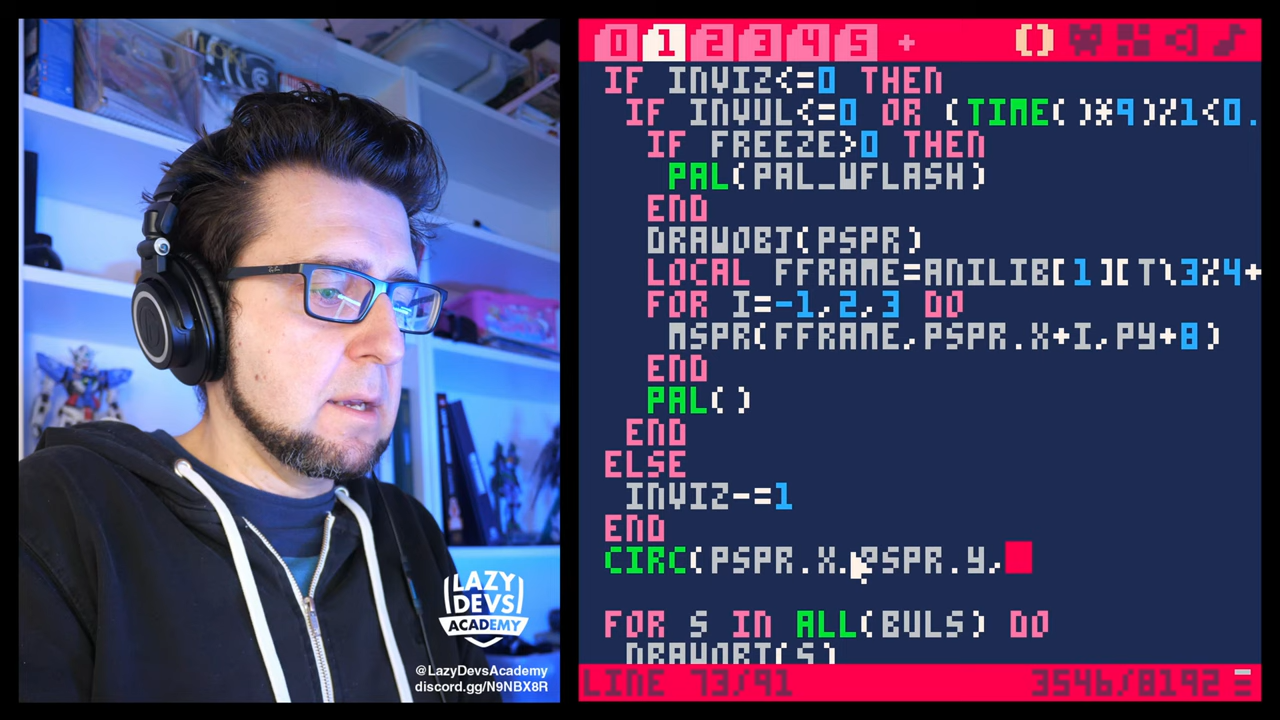 0 1 2 3 4 5 +
IF INVIZ<=0 THEN
IF INVUL<=0 OR (TIME()*9)%1<0.
IF FREEZE>0 THEN
PAL(PAL_WFLASH)
END
DRAWOBJ(PSPR)
LOCAL FFRAME=ANILIB[1][T\3%4+
FOR I=-1,2,3 DO
MSPR(FFRAME,PSPR.X+I,PY+8)
END
PAL()
END
ELSE
INVIZ-=1
END
CIRC(PSPR.X,PSPR.Y,
FOR S IN ALL(BULS) DO
DRAWOBJ(S)
LINE 73/91
3546/8192
LAZY
DEVS
ACADEMY
@LazyDevsAcademy
discord.gg/N9NBX8R